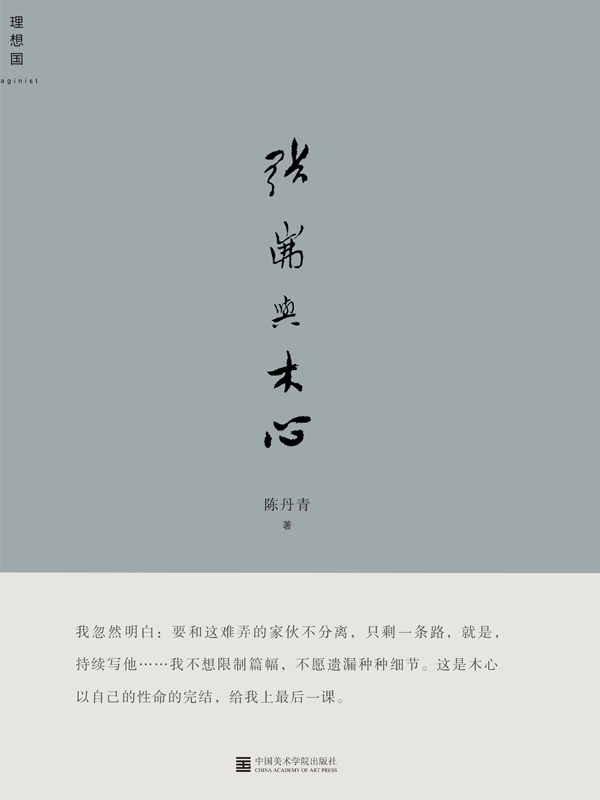 理想国
aginist
张岪與木心
陈丹青
著
我忽然明白：要和这难弄的家伙不分离，只剩一条路，就是，
持续写他……我不想限制篇幅，不愿遗漏种种细节。这是木心
以自己的性命的完结，给我上最后一课。
中国美术学院出版社
CHINA ACADEMY OF ART PRESS